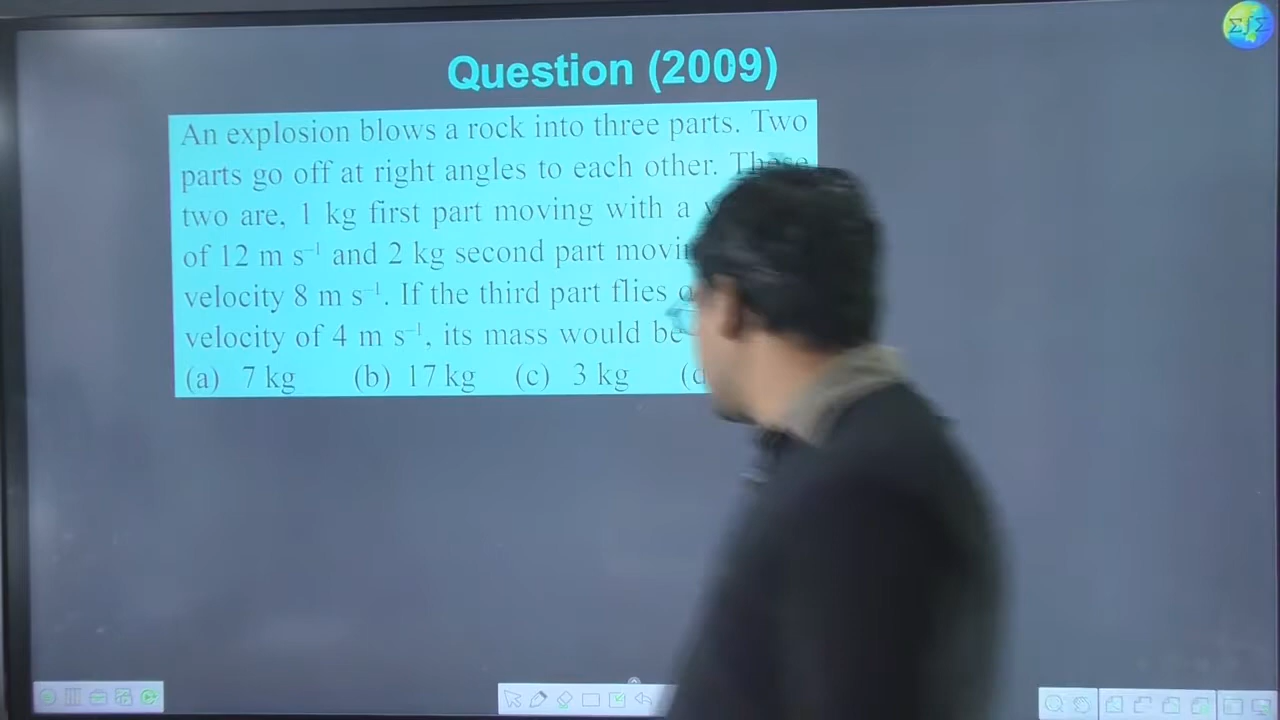 ΣʃΣ
Question (2009)
An explosion blows a rock into three parts. Two
parts go off at right angles to each other. These
two are, 1 kg first part moving with a
of 12 m s⁻¹ and 2 kg second part
velocity 8 m s⁻¹. If the third part flies
velocity of 4 m s⁻¹, its mass would be
(a) 7 kg (b) 17 kg (c) 3 kg